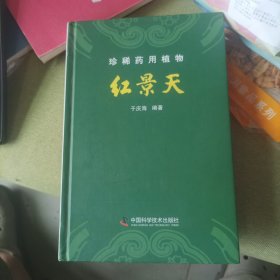 珍稀药用植物
红景天
于庆海 编著
中国科学技术出版社